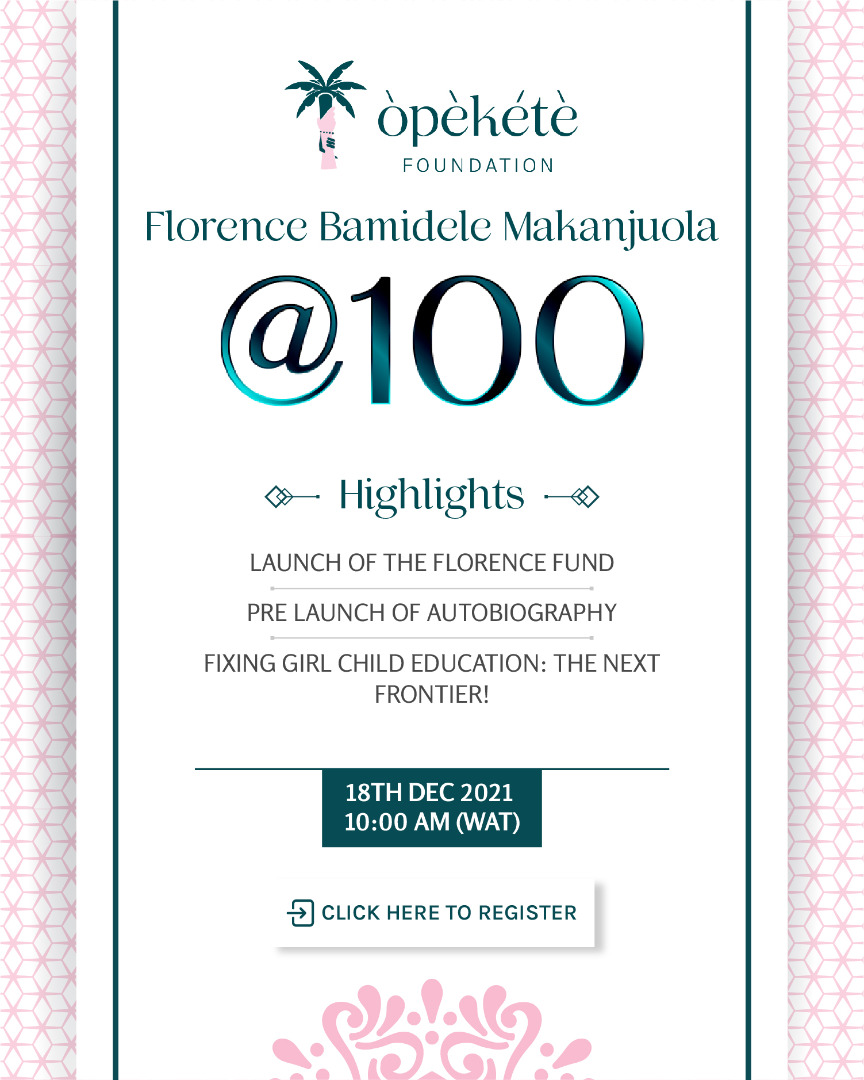 òpèkétè
FOUNDATION
Florence Bamidele Makanjuola
@100
Highlights
LAUNCH OF THE FLORENCE FUND
PRE LAUNCH OF AUTOBIOGRAPHY
FIXING GIRL CHILD EDUCATION: THE NEXT
FRONTIER!
18TH DEC 2021
10:00 AM (WAT)
CLICK HERE TO REGISTER